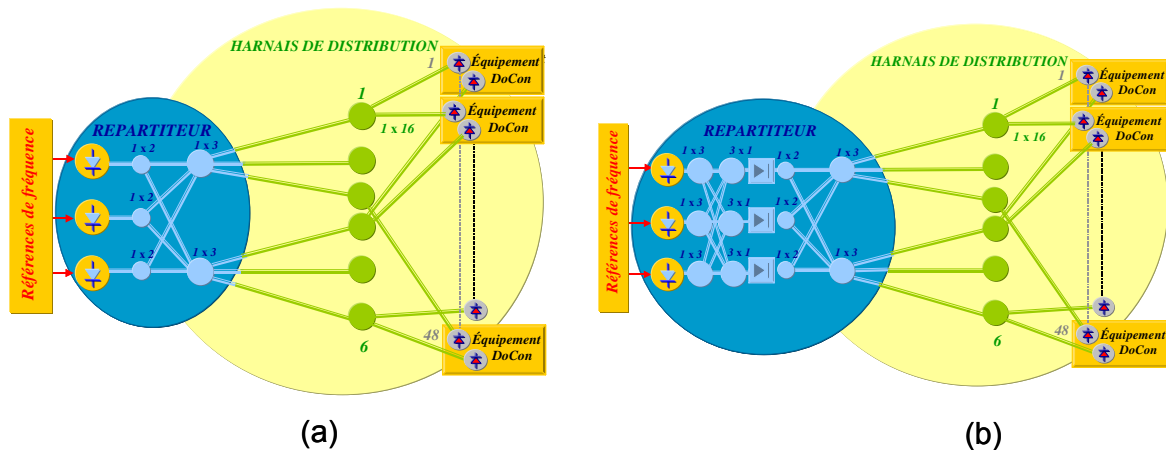 HARNAIS DE DISTRIBUTION
1
Équipement
DoCon
1
Équipement
DoCon
1 x 16
REPARTITEUR
1 x 2
1 x 3
1 x 2
1 x 2
1 x 3
Références de fréquence
48
6
Équipement
DoCon
(a)
HARNAIS DE DISTRIBUTION
1
Équipement
DoCon
1
Équipement
DoCon
1 x 16
REPARTITEUR
1 x 3
3 x 1
1 x 2
1 x 3
1 x 3
3 x 1
1 x 2
1 x 3
3 x 1
1 x 2
1 x 3
Références de fréquence
48
6
Équipement
DoCon
(b)